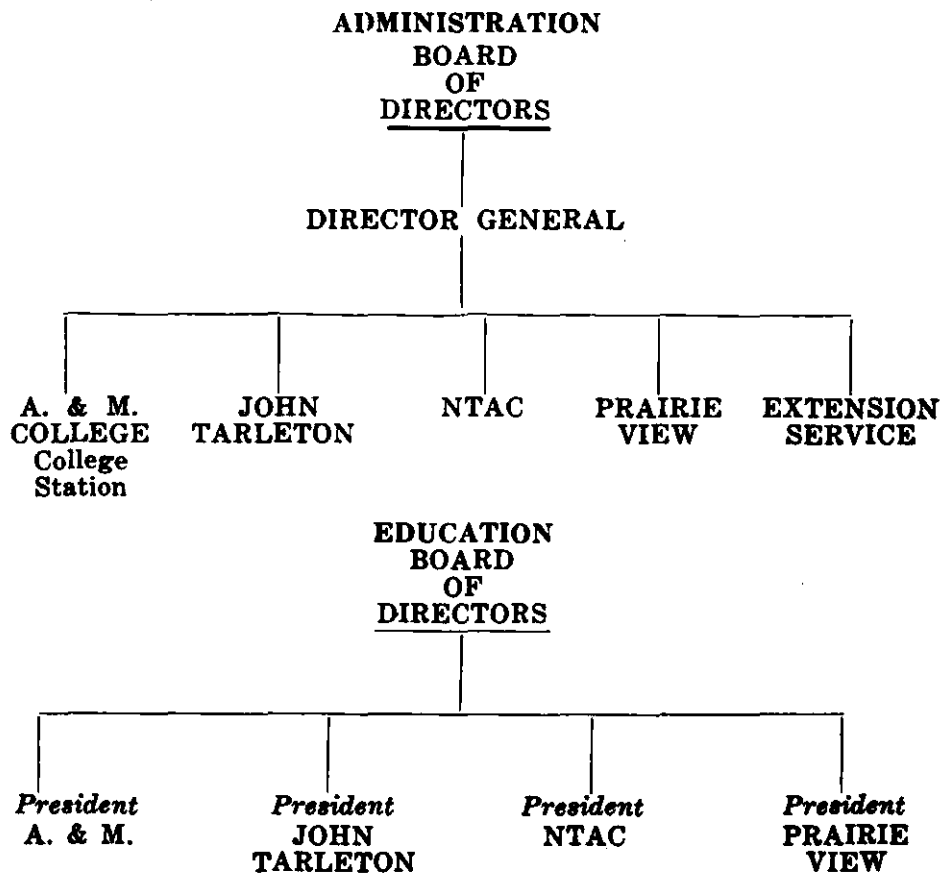 ADMINISTRATION
BOARD
OF
DIRECTORS
DIRECTOR GENERAL
A. & M.
COLLEGE
College
Station
JOHN
TARLETON
NTAC
PRAIRIE
VIEW
EXTENSION
SERVICE
EDUCATION
BOARD
OF
DIRECTORS
President
A. & M.
President
JOHN
TARLETON
President
NTAC
President
PRAIRIE
VIEW